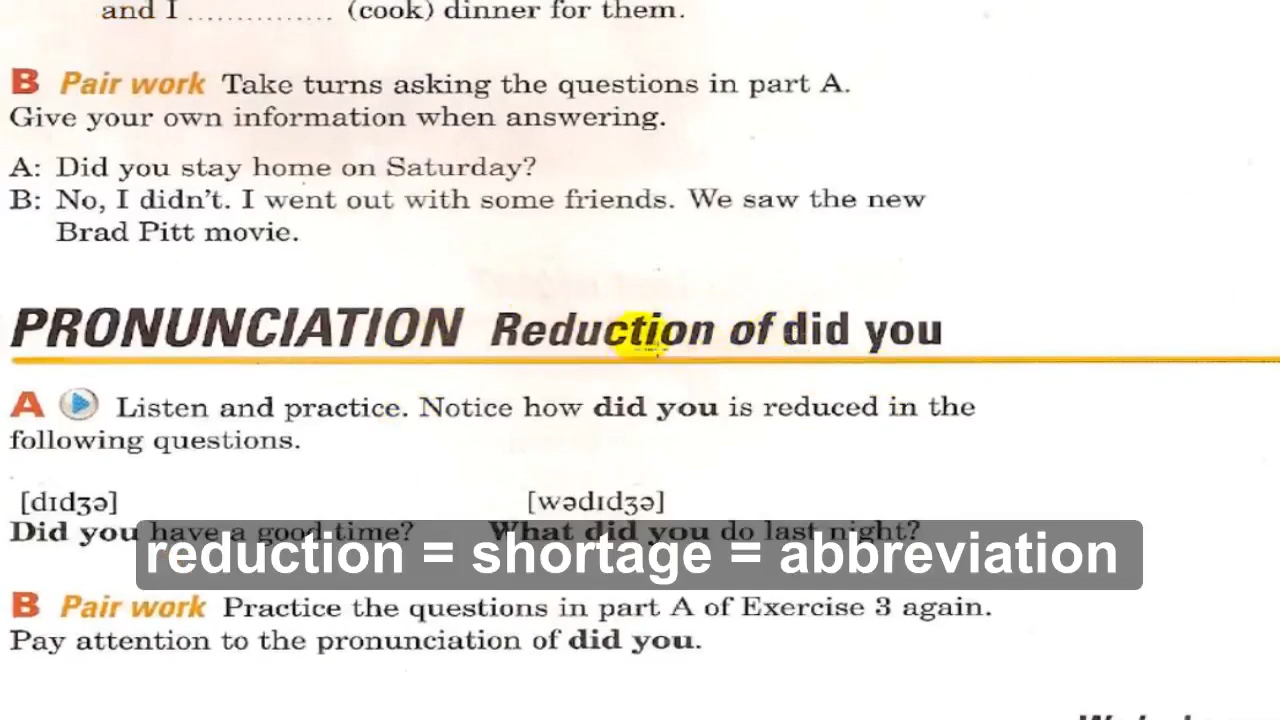 and I .............. (cook) dinner for them.
B Pair work Take turns asking the questions in part A.
Give your own information when answering.
A: Did you stay home on Saturday?
B: No, I didn't. I went out with some friends. We saw the new
Brad Pitt movie.
PRONUNCIATION Reduction of did you
A Listen and practice. Notice how did you is reduced in the
following questions.
[dɪdʒə] [wədɪdʒə]
Did you have a good time? What did you do last night?
reduction = shortage = abbreviation
B Pair work Practice the questions in part A of Exercise 3 again.
Pay attention to the pronunciation of did you.